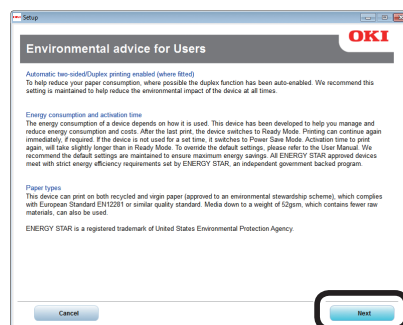 Setup
OKI
Environmental advice for Users
Automatic two-sided/Duplex printing enabled (where fitted)
To help reduce your paper consumption, where possible the duplex function has been auto-enabled. We recommend this
setting is maintained to help reduce the environmental impact of the device at all times.
Energy consumption and activation time
The energy consumption of a device depends on how it is used. This device has been developed to help you manage and
reduce energy consumption and costs. After the last print, the device switches to Ready Mode. Printing can continue again
immediately, if required. If the device is not used for a set time, it switches to Power Save Mode. Activation time to print
again, will take slightly longer than in Ready Mode. To override the default settings, please refer to the User Manual. We
recommend the default settings are maintained to ensure maximum energy savings. All ENERGY STAR approved devices
meet with strict energy efficiency requirements set by ENERGY STAR, an independent government backed program.
Paper types
This device can print on both recycled and virgin paper (approved to an environmental stewardship scheme), which complies
with European Standard EN12281 or similar quality standard. Media down to a weight of 52gsm, which contains fewer raw
materials, can also be used.
ENERGY STAR is a registered trademark of United States Environmental Protection Agency.
Cancel
Next